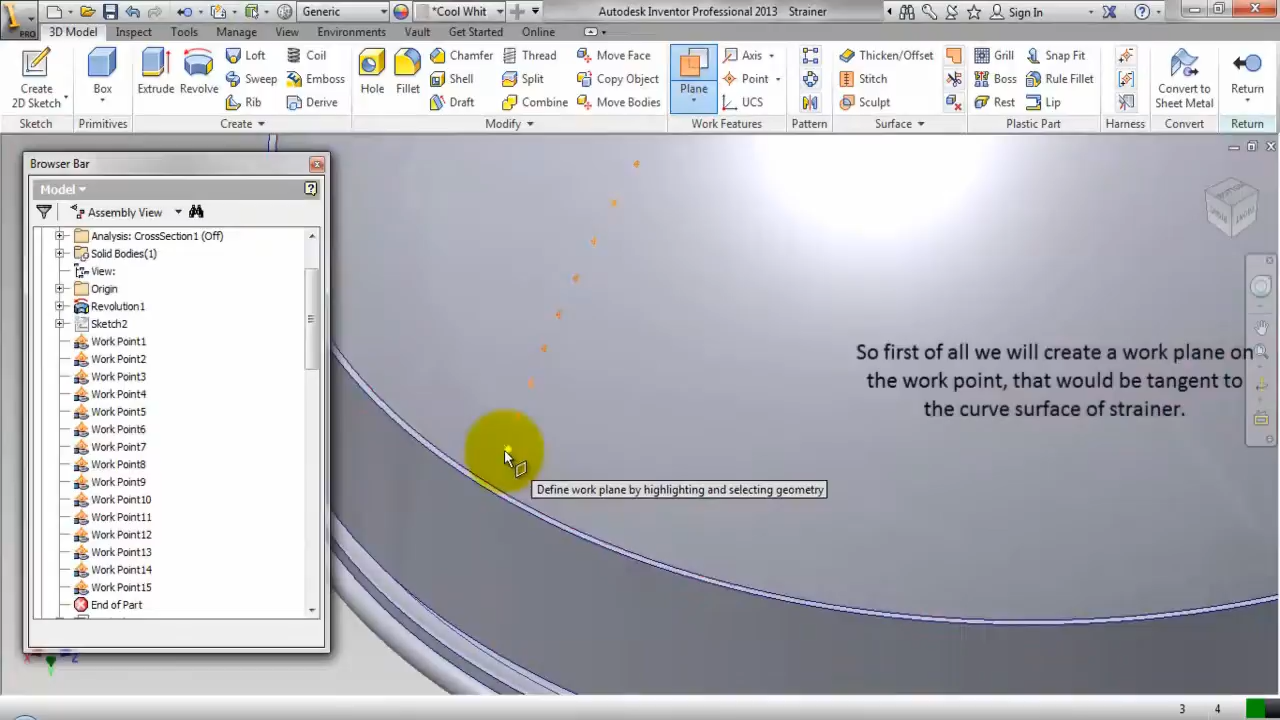 Generic
*Cool Whit
Autodesk Inventor Professional 2013 Strainer
Sign In
PRO
3D Model Inspect Tools Manage View Environments Vault Get Started Online
Create 2D Sketch
Box
Extrude
Revolve
Loft
Sweep
Rib
Coil
Emboss
Derive
Hole
Fillet
Chamfer
Shell
Draft
Thread
Split
Combine
Move Face
Copy Object
Move Bodies
Plane
Axis
Point
UCS
Thicken/Offset
Stitch
Sculpt
Grill
Boss
Rest
Snap Fit
Rule Fillet
Lip
Convert to Sheet Metal
Return
Sketch Primitives Create Modify Work Features Pattern Surface Plastic Part Harness Convert Return
Browser Bar
Model
Assembly View
Analysis: CrossSection1 (Off)
Solid Bodies(1)
View:
Origin
Revolution1
Sketch2
Work Point1
Work Point2
Work Point3
Work Point4
Work Point5
Work Point6
Work Point7
Work Point8
Work Point9
Work Point10
Work Point11
Work Point12
Work Point13
Work Point14
Work Point15
End of Part
So first of all we will create a work plane on
the work point, that would be tangent to
the curve surface of strainer.
Define work plane by highlighting and selecting geometry
3 4